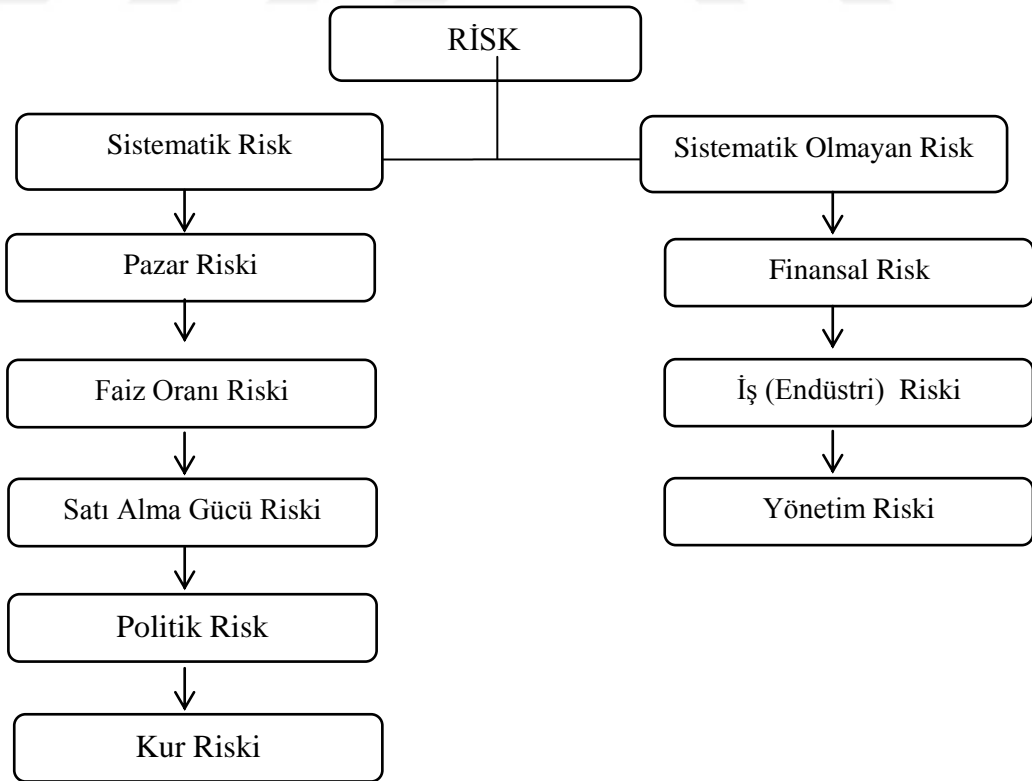 RİSK
Sistematik Risk
Sistematik Olmayan Risk
Pazar Riski
Finansal Risk
Faiz Oranı Riski
İş (Endüstri) Riski
Satı Alma Gücü Riski
Yönetim Riski
Politik Risk
Kur Riski